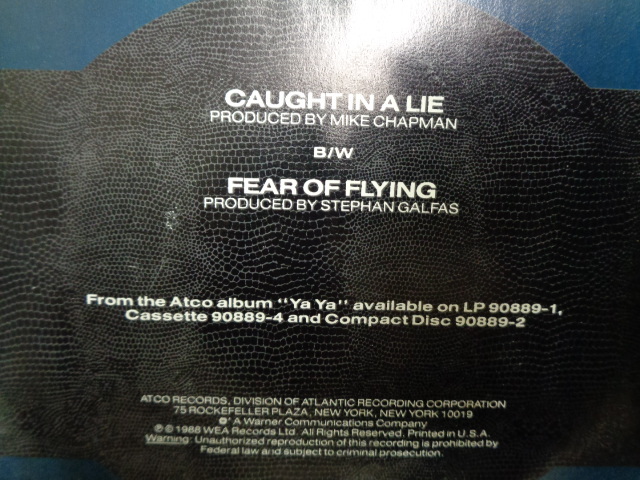 CAUGHT IN A LIE
PRODUCED BY MIKE CHAPMAN
B/W
FEAR OF FLYING
PRODUCED BY STEPHAN GALFAS
From the Atco album "Ya Ya" available on LP 90889-1,
Cassette 90889-4 and Compact Disc 90889-2
ATCO RECORDS, DIVISION OF ATLANTIC RECORDING CORPORATION
75 ROCKEFELLER PLAZA, NEW YORK, NEW YORK 10019
A Warner Communications Company
℗ © 1988 WEA Records Ltd. All Rights Reserved. Printed in U.S.A.
Warning: Unauthorized reproduction of this recording is prohibited by
Federal law and subject to criminal prosecution.